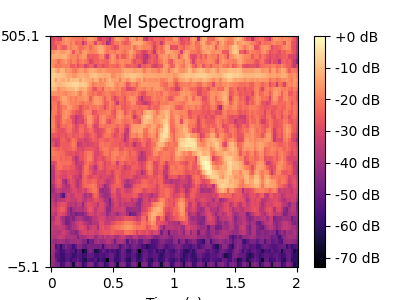 Mel Spectrogram
505.1
-5.1
0
0.5
1
1.5
2
+0 dB
-10 dB
-20 dB
-30 dB
-40 dB
-50 dB
-60 dB
-70 dB